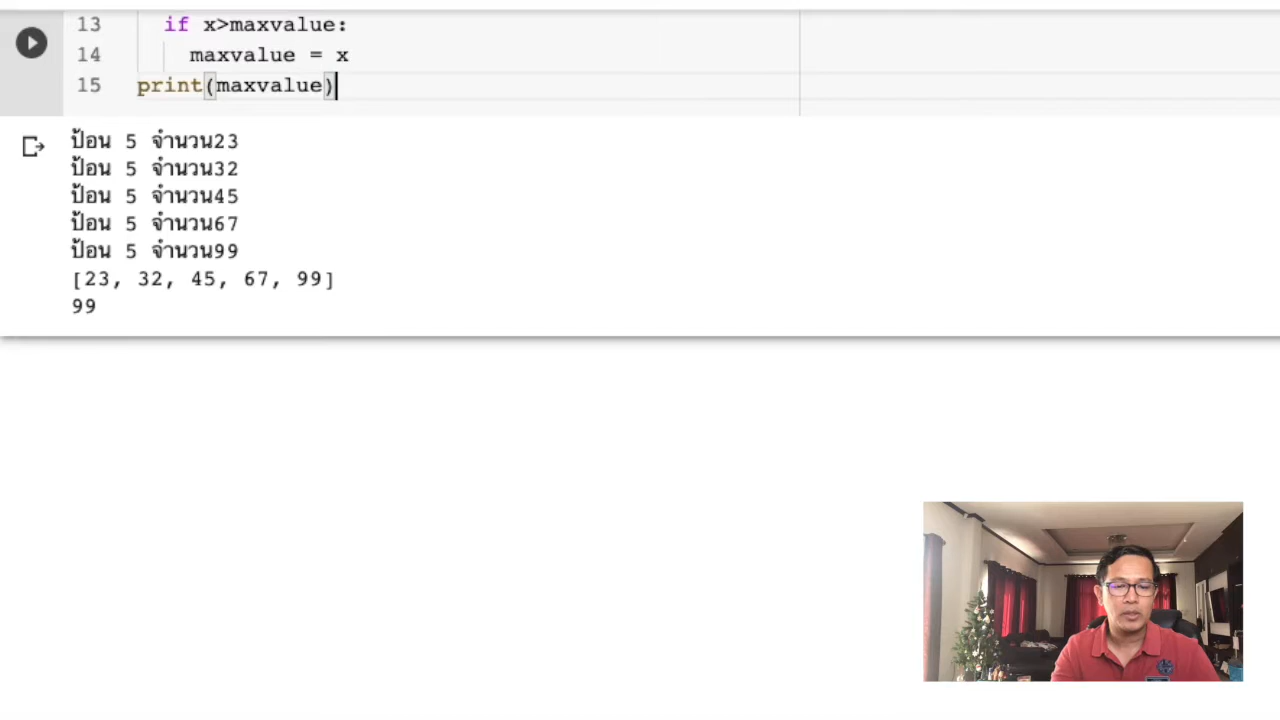 13 if x>maxvalue:
14 maxvalue = x
15 print(maxvalue)
ป้อน 5 จำนวน23
ป้อน 5 จำนวน32
ป้อน 5 จำนวน45
ป้อน 5 จำนวน67
ป้อน 5 จำนวน99
[23, 32, 45, 67, 99]
99